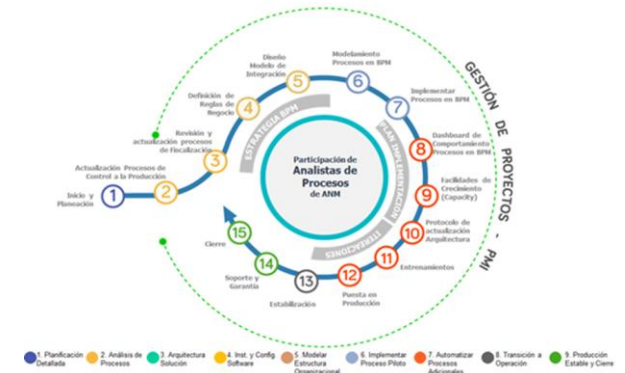 Diseño
Modelo de
Integración
Modelamiento
Procesos en BPM
Definición de
Reglas de
Negocio
Implementar
Procesos en BPM
Revisión y
actualización procesos
de Fiscalización
Dashboard de
Comportamiento
Procesos en BPM
Actualización Procesos de
Control a la Producción
Inicio y
Planeación
Facilidades de
Crecimiento
(Capacity)
Protocolo de
actualización
Arquitectura
Entrenamientos
Puesta en
Producción
Estabilización
Soporte y
Garantía
Cierre
1
2
3
4
5
6
7
8
9
10
11
12
13
14
15
ESTRATEGIA BPM
PLAN IMPLEMENTACION
ITEREACIONES
Participación de
Analistas de
Procesos
de ANM
GESTIÓN DE PROYECTOS - PMI
1. Planificación
Detallada
2. Análisis de
Procesos
3. Arquitectura
Solución
4. Inst. y Config.
Software
5. Modelar
Estructura
Organizacional
6. Implementar
Proceso Piloto
7. Automatizar
Procesos
Adicionales
8. Transición a
Operación
9. Producción
Estable y Cierre